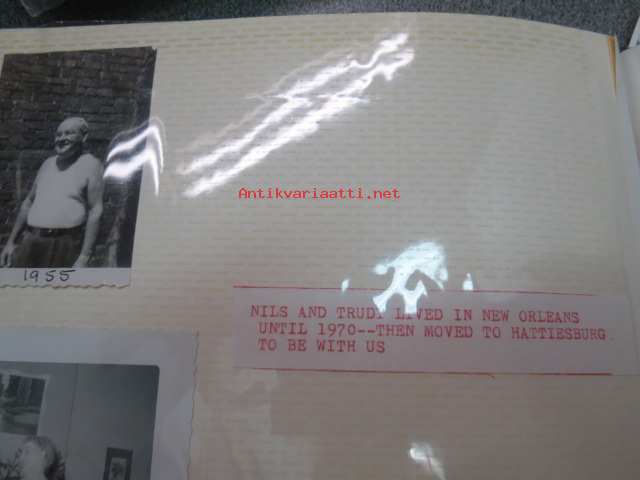 Antikvariaatti.net
1955
NILS AND TRUDY LIVED IN NEW ORLEANS
UNTIL 1970--THEN MOVED TO HATTIESBURG
TO BE WITH US